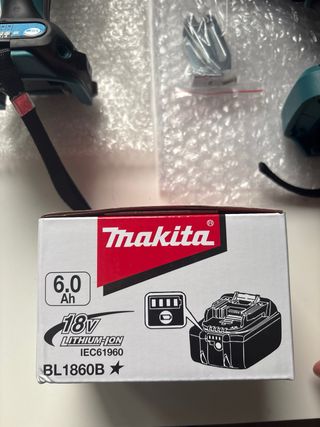 makita
6.0
Ah
18V
LITHIUM-ION
IEC61960
BL1860B ★